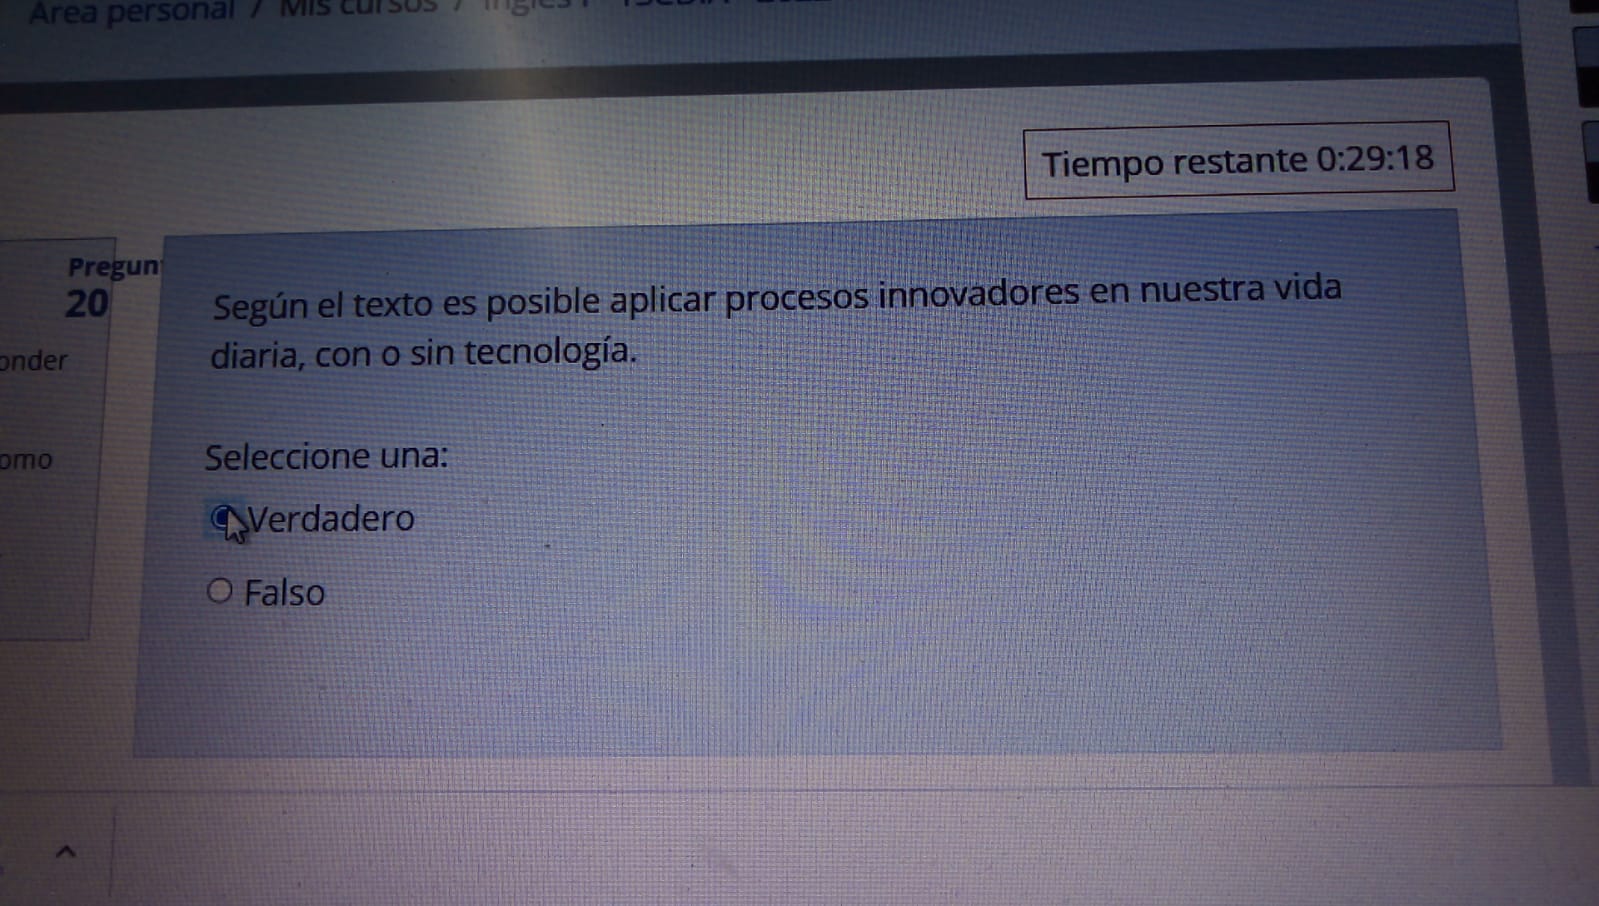 Área personal / Mis cursos / Inglés I
Tiempo restante 0:29:18
Pregun
20
onder
omo
Según el texto es posible aplicar procesos innovadores en nuestra vida
diaria, con o sin tecnología.
Seleccione una:
Verdadero
Falso